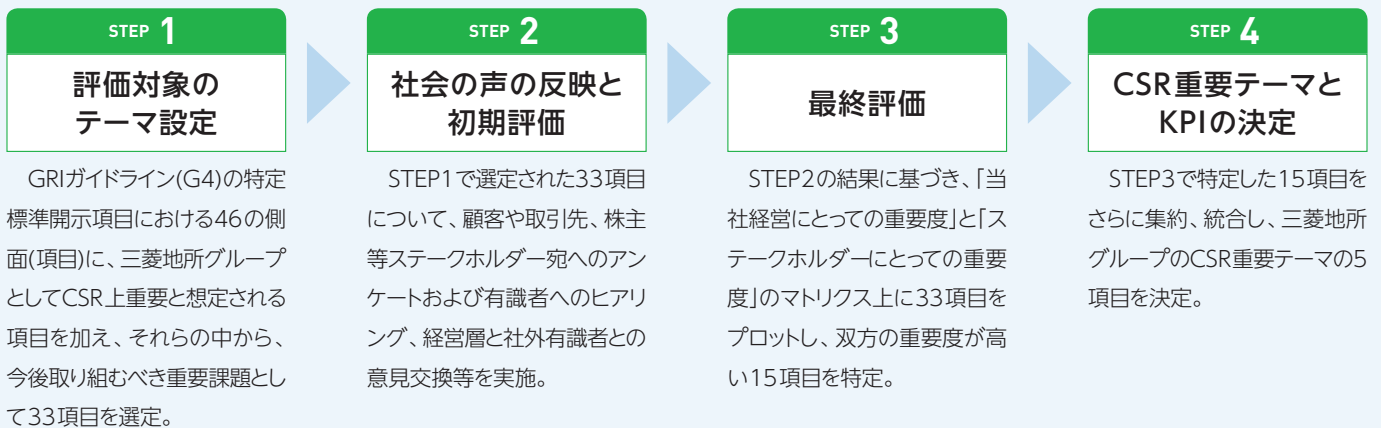 STEP 1
評価対象の
テーマ設定
GRIガイドライン(G4)の特定
標準開示項目における46の側
面(項目)に、三菱地所グループ
としてCSR上重要と想定される
項目を加え、それらの中から、
今後取り組むべき重要課題とし
て33項目を選定。
STEP 2
社会の声の反映と
初期評価
STEP1で選定された33項目
について、顧客や取引先、株主
等ステークホルダー宛へのアン
ケートおよび有識者へのヒアリ
ング、経営層と社外有識者との
意見交換等を実施。
STEP 3
最終評価
STEP2の結果に基づき、「当
社経営にとっての重要度」と「ス
テークホルダーにとっての重要
度」のマトリクス上に33項目を
プロットし、双方の重要度が高
い15項目を特定。
STEP 4
CSR重要テーマと
KPIの決定
STEP3で特定した15項目を
さらに集約、統合し、三菱地所
グループのCSR重要テーマの5
項目を決定。